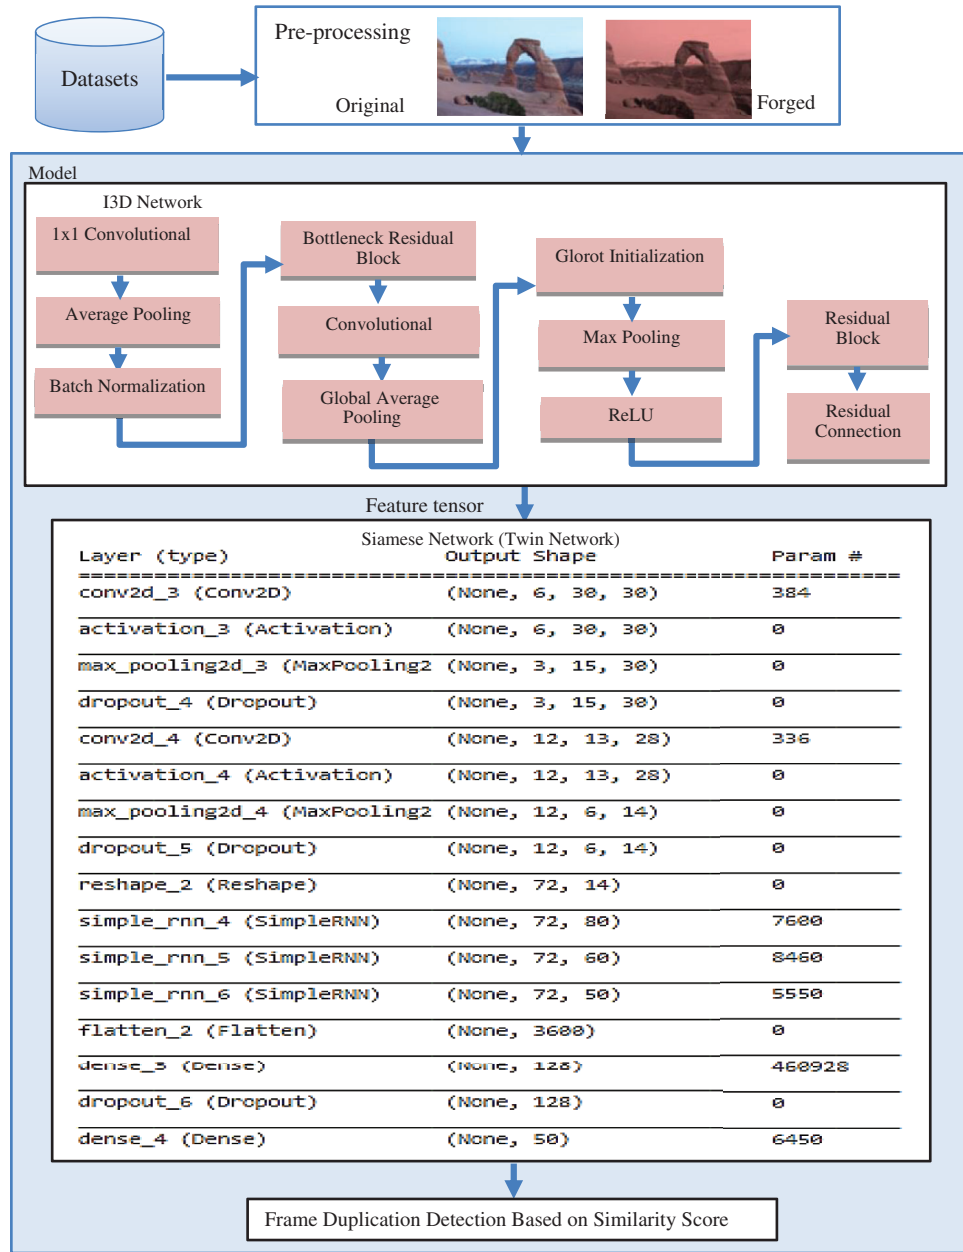 Datasets
Pre-processing
Original
Forged
Model
I3D Network
1x1 Convolutional
Average Pooling
Batch Normalization
Bottleneck Residual
Block
Convolutional
Global Average
Pooling
Glorot Initialization
Max Pooling
ReLU
Residual
Block
Residual
Connection
Feature tensor
Siamese Network (Twin Network)
Layer (type) Output Shape Param #
conv2d_3 (Conv2D) (None, 6, 30, 30) 384
activation_3 (Activation) (None, 6, 30, 30) 0
max_pooling2d_3 (MaxPooling2 (None, 3, 15, 30) 0
dropout_4 (Dropout) (None, 3, 15, 30) 0
conv2d_4 (Conv2D) (None, 12, 13, 28) 336
activation_4 (Activation) (None, 12, 13, 28) 0
max_pooling2d_4 (MaxPooling2 (None, 12, 6, 14) 0
dropout_5 (Dropout) (None, 12, 6, 14) 0
reshape_2 (Reshape) (None, 72, 14) 0
simple_rnn_4 (SimpleRNN) (None, 72, 80) 7600
simple_rnn_5 (SimpleRNN) (None, 72, 60) 8460
simple_rnn_6 (SimpleRNN) (None, 72, 50) 5550
flatten_2 (Flatten) (None, 3600) 0
dense_3 (Dense) (None, 128) 460928
dropout_6 (Dropout) (None, 128) 0
dense_4 (Dense) (None, 50) 6450
Frame Duplication Detection Based on Similarity Score